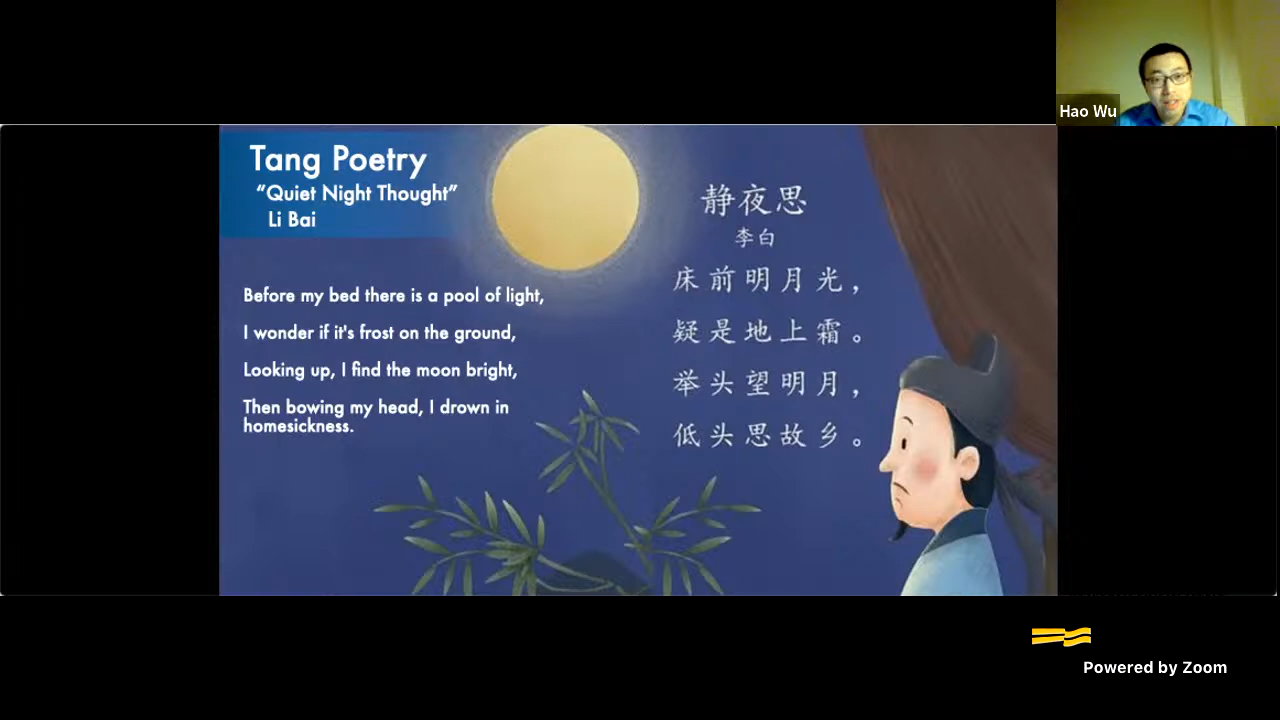 Hao Wu
Tang Poetry
“Quiet Night Thought”
Li Bai
Before my bed there is a pool of light,
I wonder if it's frost on the ground,
Looking up, I find the moon bright,
Then bowing my head, I drown in
homesickness.
静夜思
李白
床前明月光，
疑是地上霜。
举头望明月，
低头思故乡。
Powered by Zoom